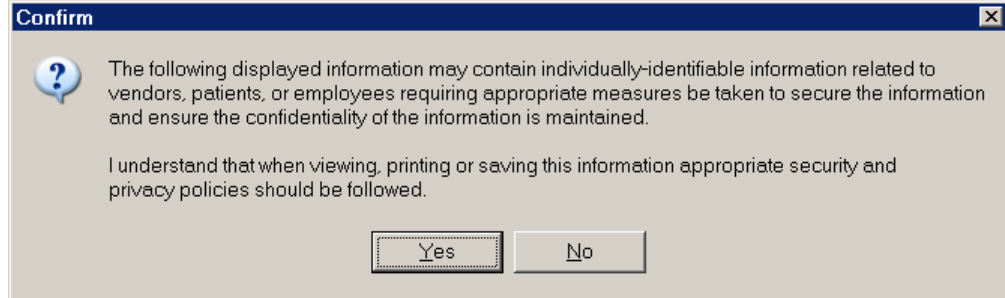 Confirm
The following displayed information may contain individually-identifiable information related to
vendors, patients, or employees requiring appropriate measures be taken to secure the information
and ensure the confidentiality of the information is maintained.
I understand that when viewing, printing or saving this information appropriate security and
privacy policies should be followed.
Yes No